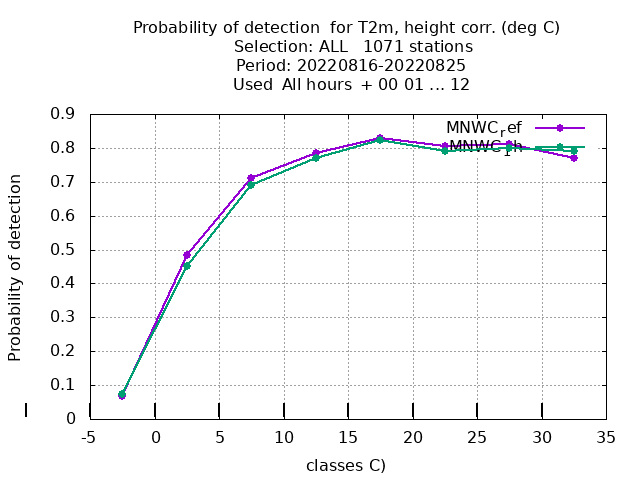 Probability of detection  for T2m, height corr. (deg C)
Selection: ALL   1071 stations
Period: 20220816-20220825
Used  All hours  + 00 01 ... 12
MNWC_ref
MNWC_1h
Probability of detection
0.9
0.8
0.7
0.6
0.5
0.4
0.3
0.2
0.1
0
-5 0 5 10 15 20 25 30 35
classes C)